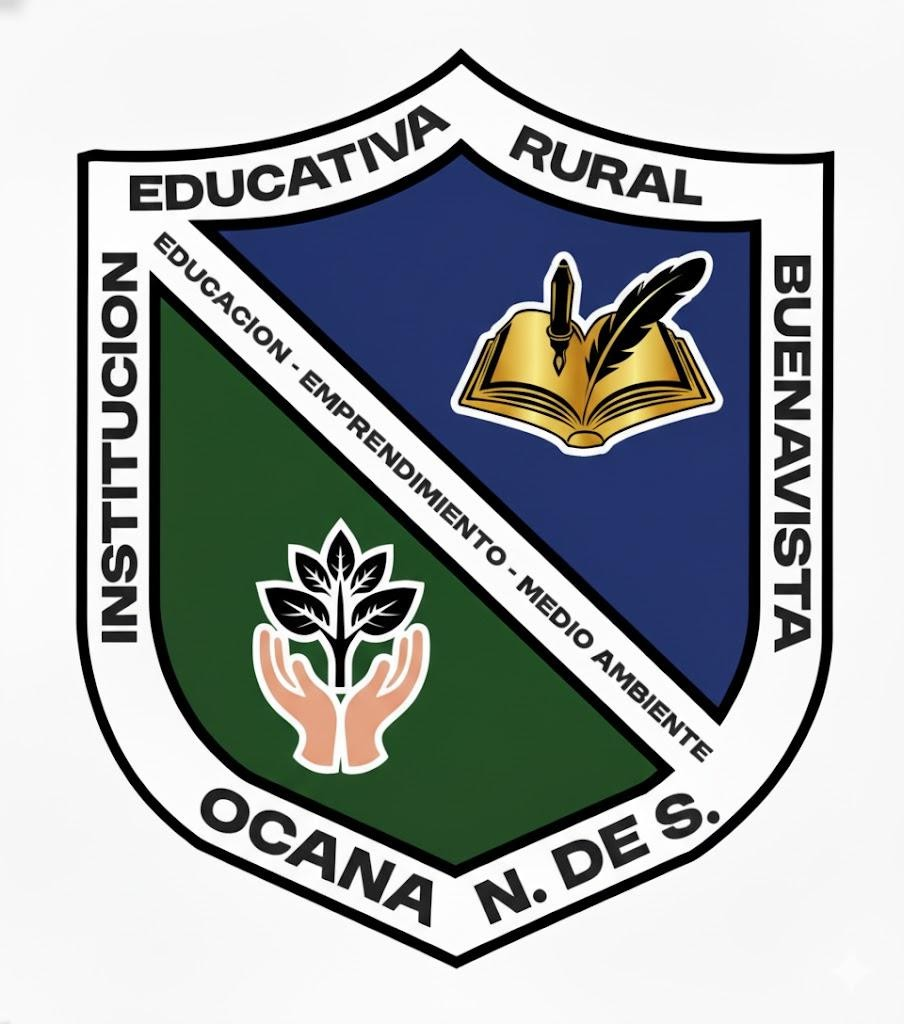 INSTITUCION
EDUCATIVA
RURAL
BUENAVISTA
EDUCACION - EMPRENDIMIENTO - MEDIO AMBIENTE
OCANA
N. DE S.